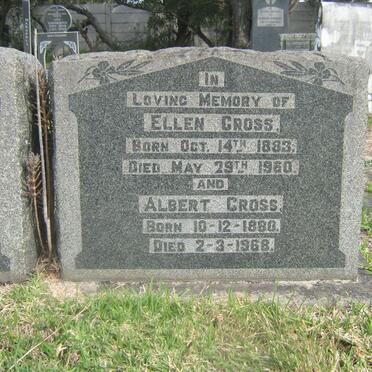 IN
LOVING MEMORY OF
ELLEN CROSS.
BORN OCT. 14TH 1883.
DIED MAY 29TH 1960.
AND
ALBERT CROSS.
BORN 10-12-1880.
DIED 2-3-1968.